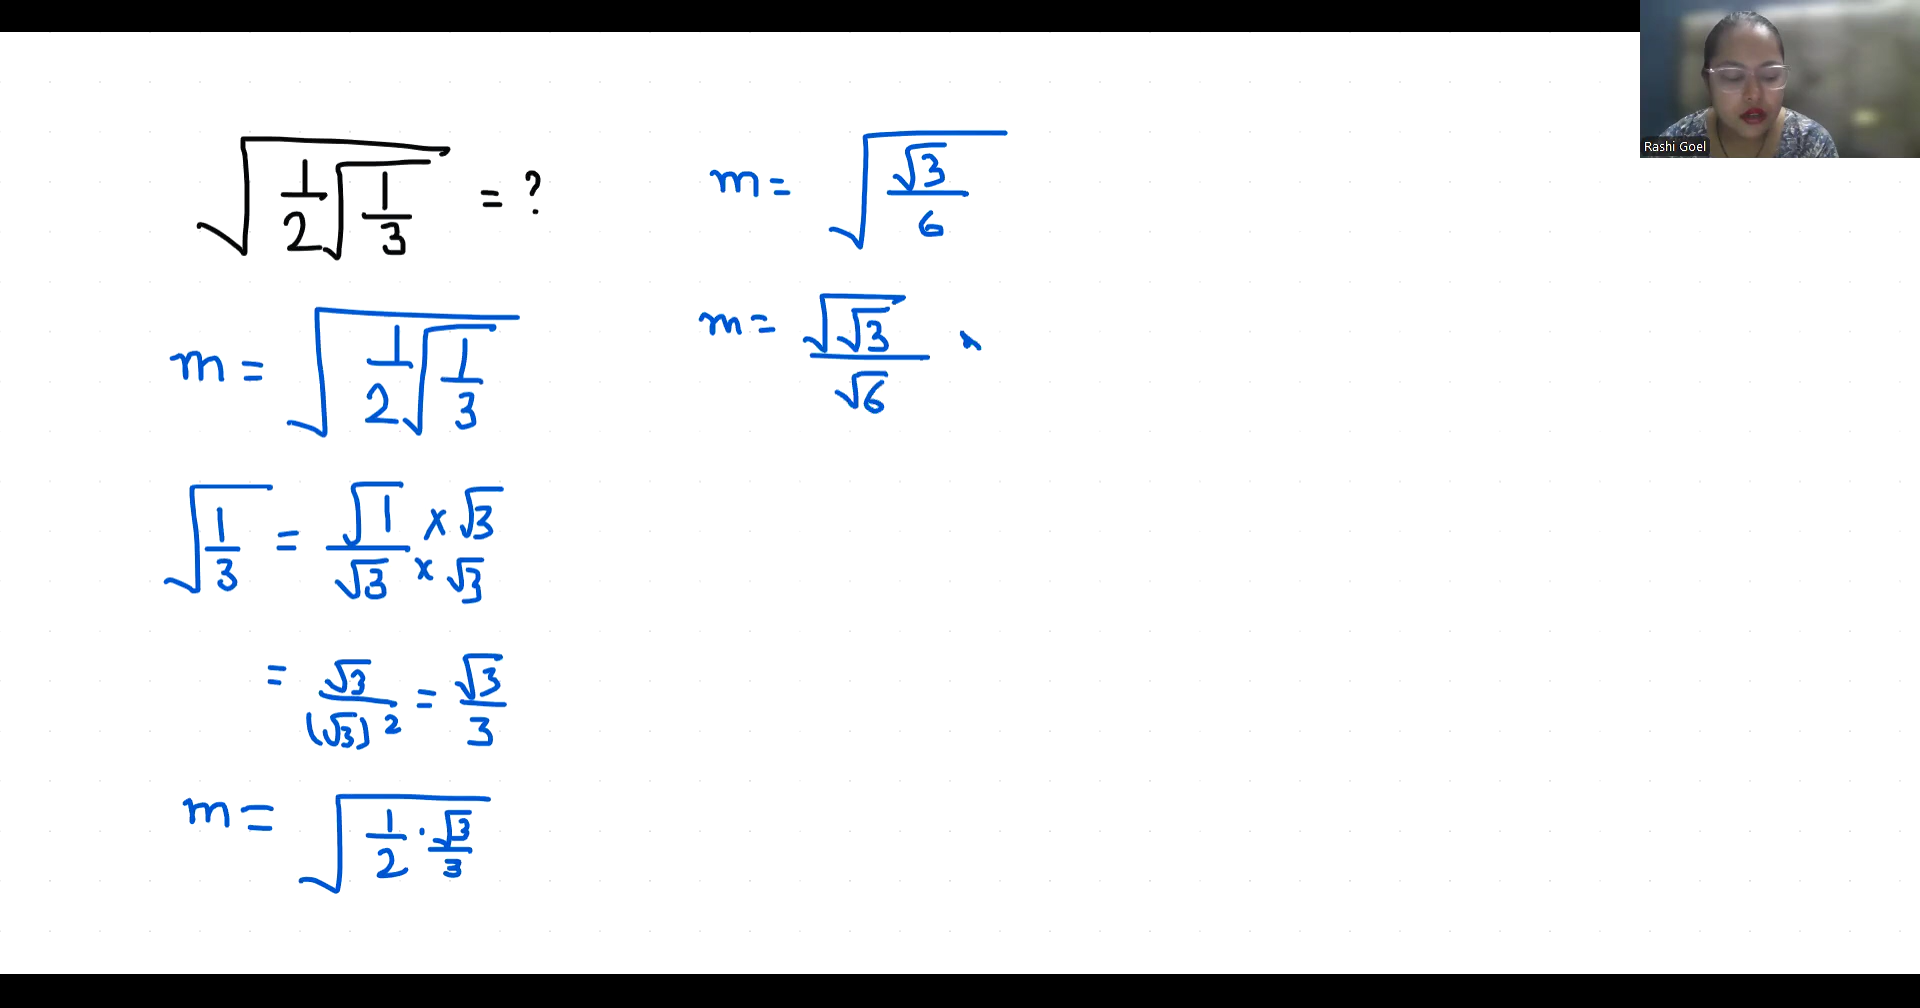 √(1/2 √(1/3)) = ?
m = √(1/2 √(1/3))
√(1/3) = √1/√3 × √3/× √3
= √3/(√3)² = √3/3
m = √(1/2 · √3/3)
m = √(√3/6)
m = √√3/√6 ×
Rashi Goel